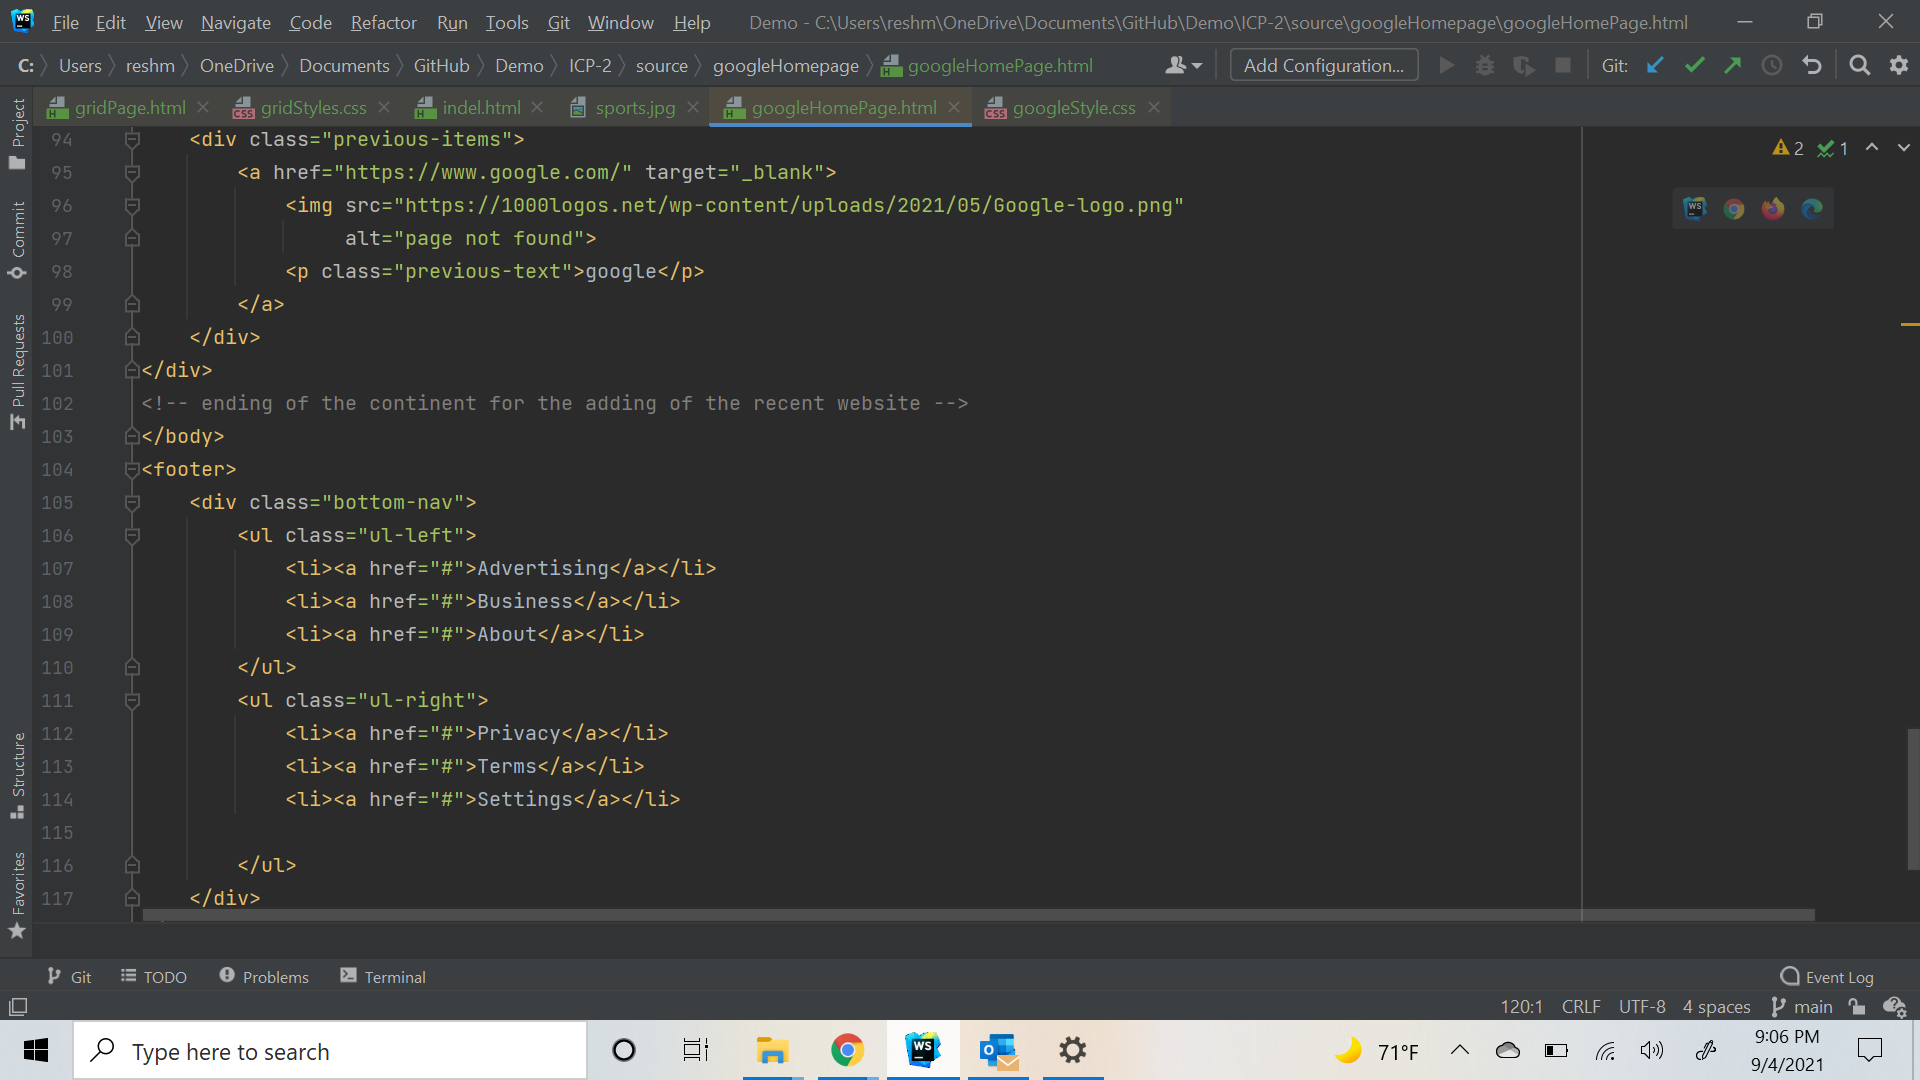 File Edit View Navigate Code Refactor Run Tools Git Window Help Demo - C:\Users\reshm\OneDrive\Documents\GitHub\Demo\ICP-2\source\googleHomepage\googleHomePage.html
C: Users reshm OneDrive Documents GitHub Demo ICP-2 source googleHomepage googleHomePage.html Add Configuration... Git:
gridPage.html gridStyles.css indel.html sports.jpg googleHomePage.html googleStyle.css
Project
Commit
Pull Requests
Structure
Favorites
2 1
94 <div class="previous-items">
95 <a href="https://www.google.com/" target="_blank">
96 <img src="https://1000logos.net/wp-content/uploads/2021/05/Google-logo.png"
97 alt="page not found">
98 <p class="previous-text">google</p>
99 </a>
100 </div>
101 </div>
102 <!-- ending of the continent for the adding of the recent website -->
103 </body>
104 <footer>
105 <div class="bottom-nav">
106 <ul class="ul-left">
107 <li><a href="#">Advertising</a></li>
108 <li><a href="#">Business</a></li>
109 <li><a href="#">About</a></li>
110 </ul>
111 <ul class="ul-right">
112 <li><a href="#">Privacy</a></li>
113 <li><a href="#">Terms</a></li>
114 <li><a href="#">Settings</a></li>
115
116 </ul>
117 </div>
Git TODO Problems Terminal Event Log
120:1 CRLF UTF-8 4 spaces main
Type here to search
71°F
9:06 PM
9/4/2021